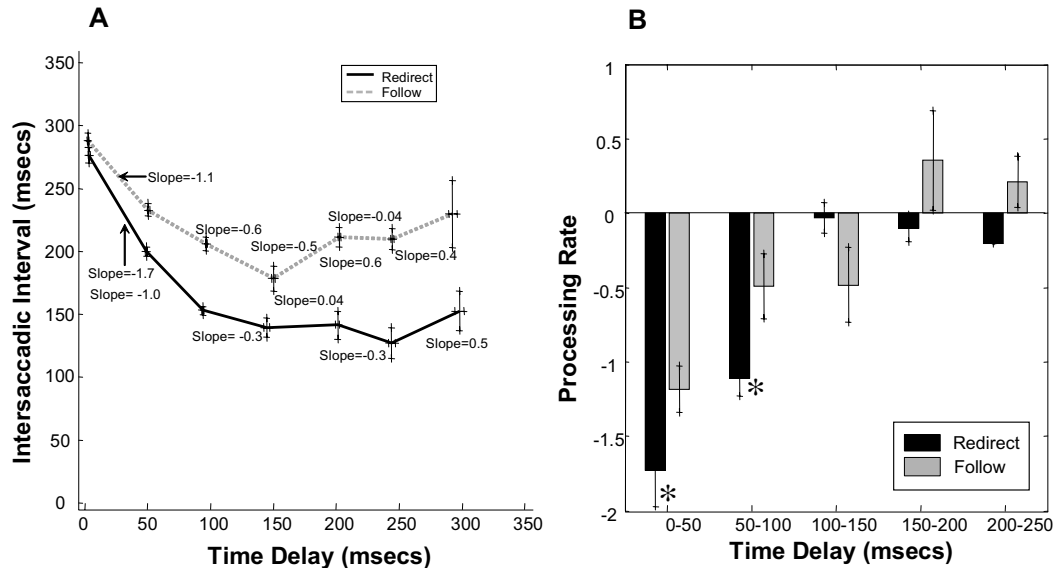 A
Intersaccadic Interval (msecs)
350
300
250
200
150
100
50
0
Redirect
Follow
Slope=-1.1
Slope=-0.6
Slope=-0.04
Slope=-0.5
Slope=0.6
Slope=0.4
Slope=-1.7
Slope= -1.0
Slope=0.04
Slope= -0.3
Slope=-0.3
Slope=0.5
0
50
100
150
200
250
300
350
Time Delay (msecs)
B
Processing Rate
1
0.5
0
-0.5
-1
-1.5
-2
*
*
Redirect
Follow
0-50
50-100
100-150
150-200
200-250
Time Delay (msecs)